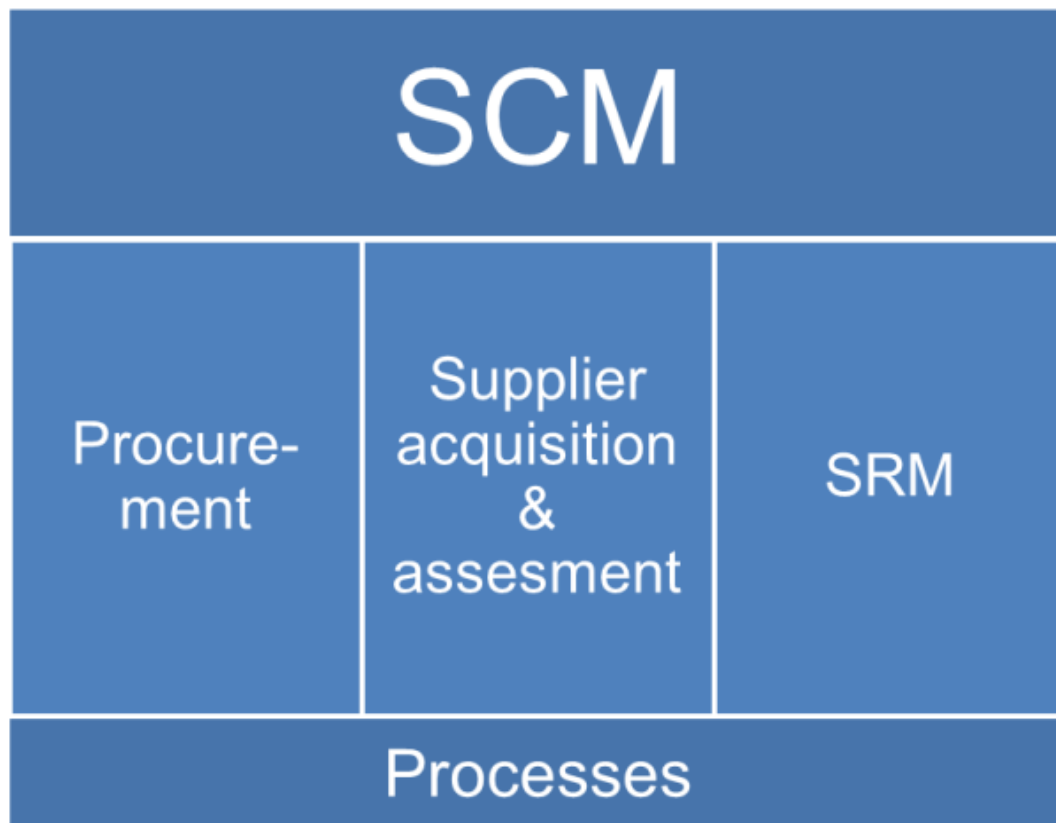 SCM
Procure-
ment
Supplier
acquisition
&
assesment
SRM
Processes